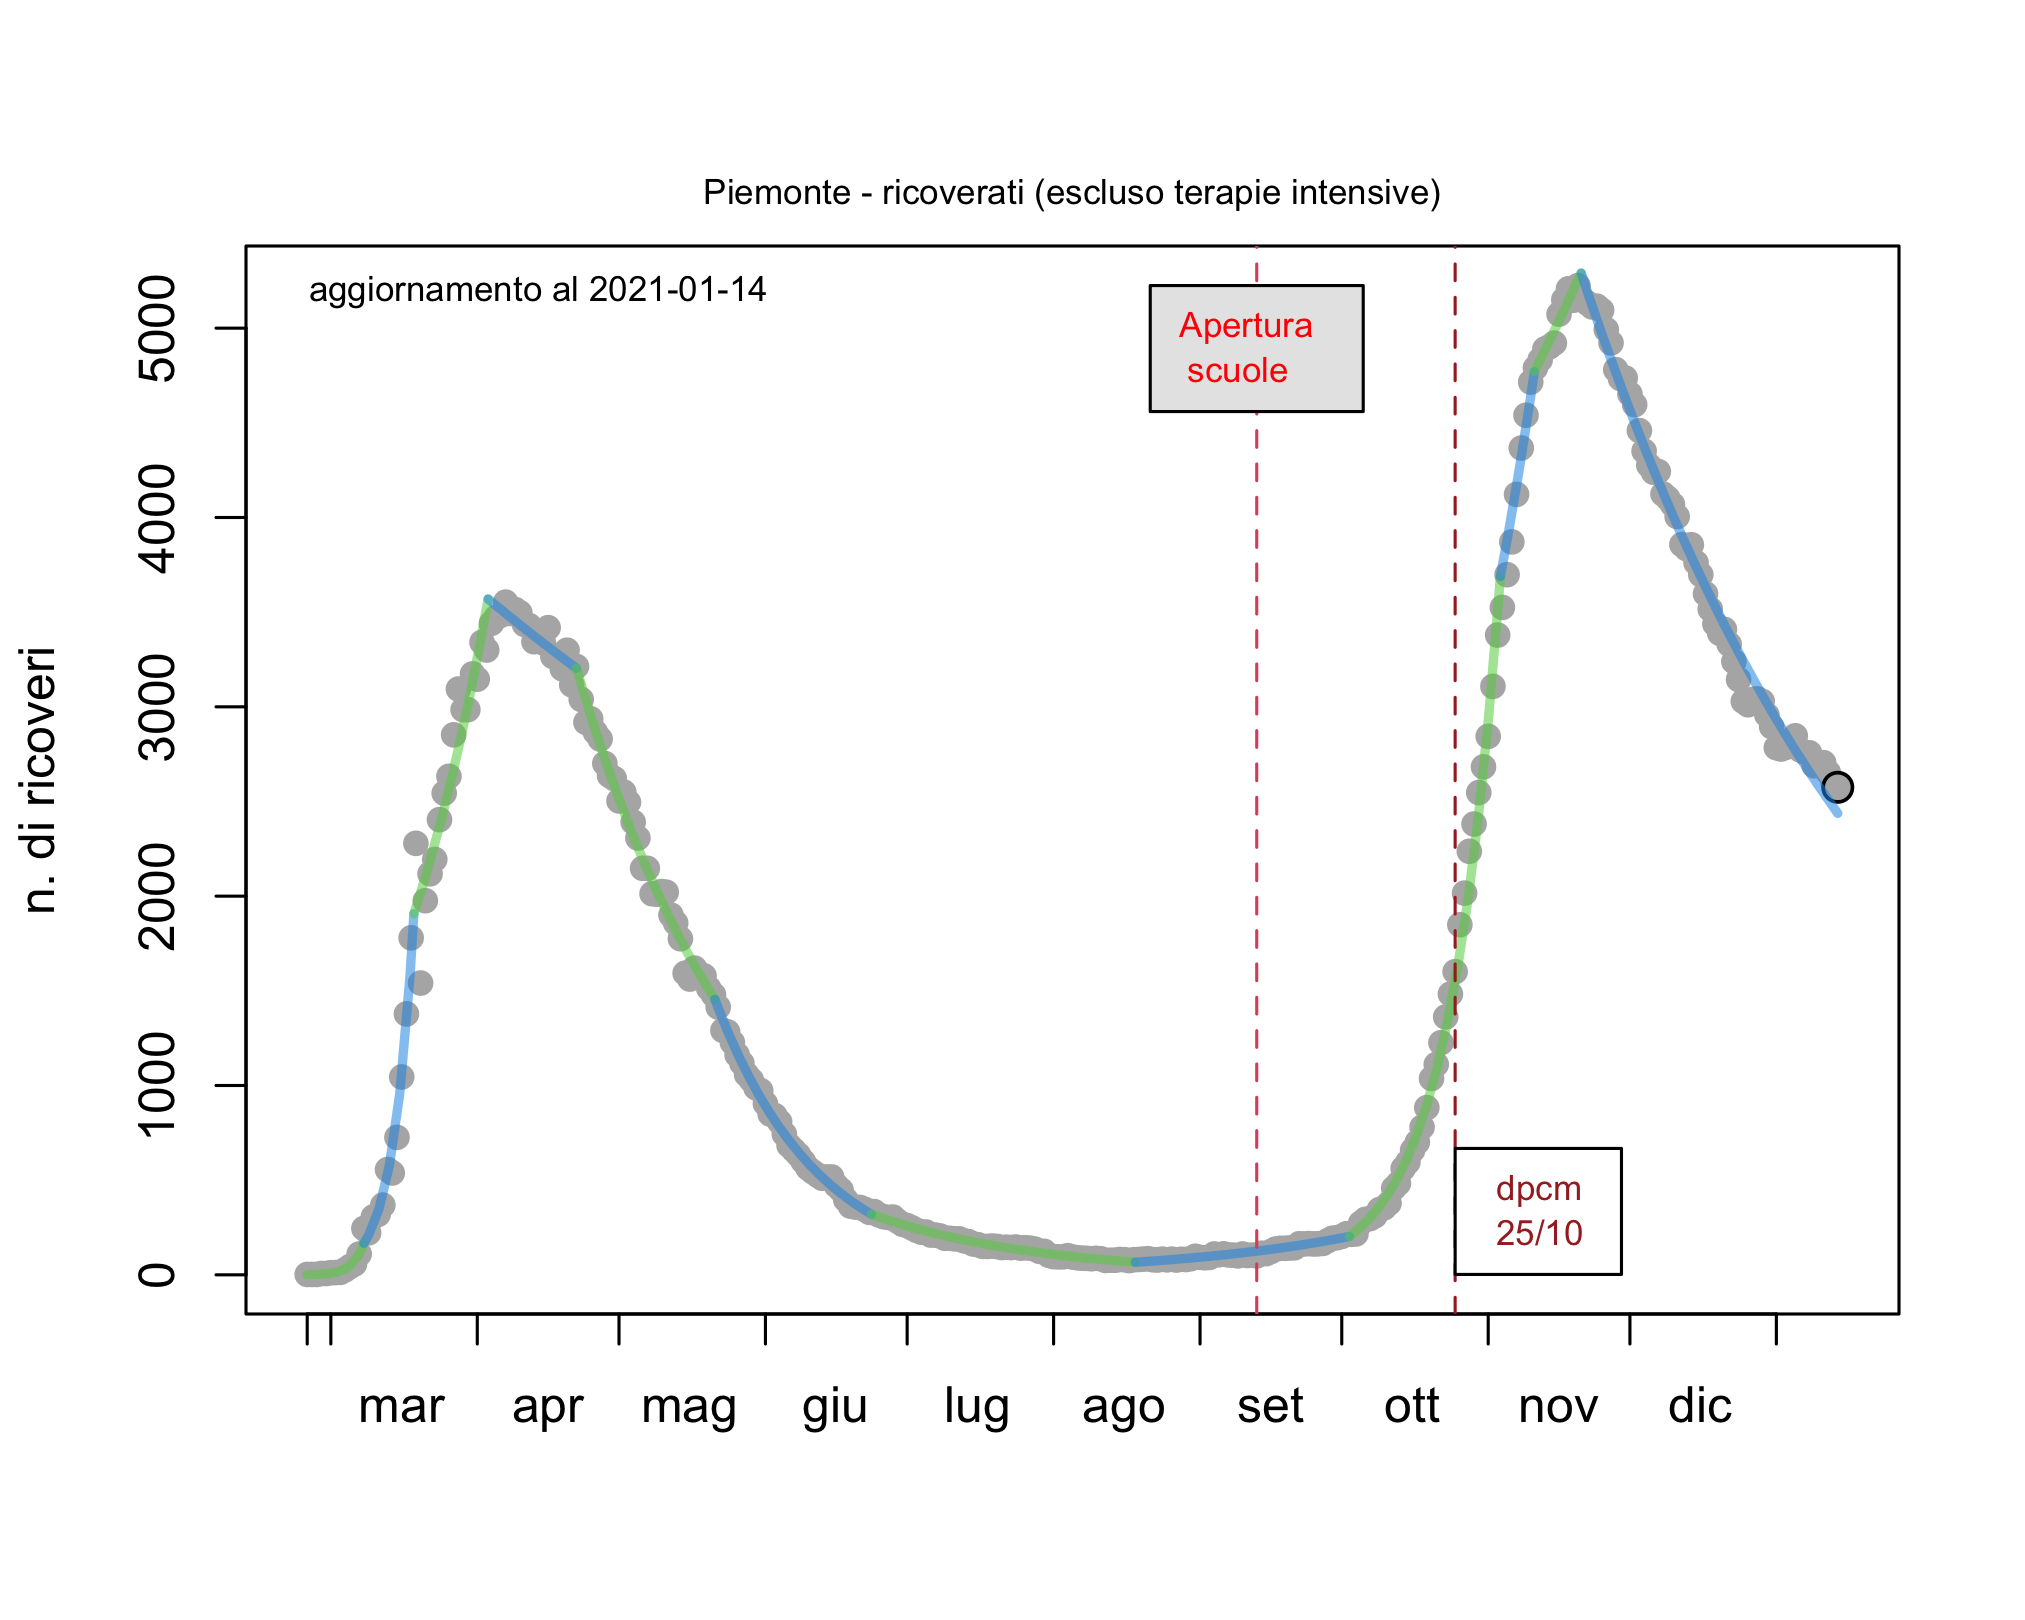 Piemonte - ricoverati (escluso terapie intensive)
aggiornamento al 2021-01-14
Apertura
scuole
dpcm
25/10
n. di ricoveri
5000
4000
3000
2000
1000
0
mar apr mag giu lug ago set ott nov dic